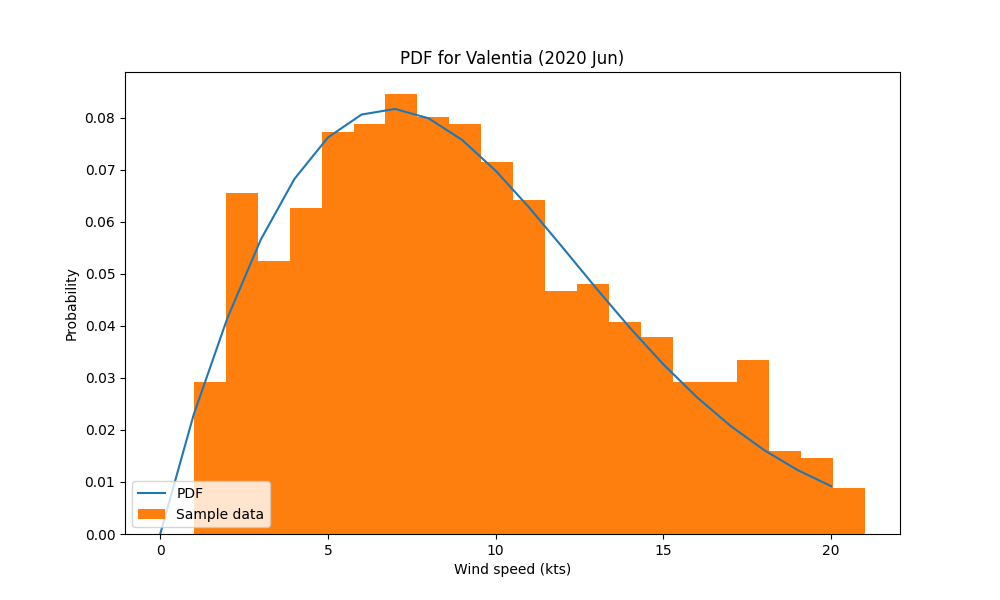 PDF for Valentia (2020 Jun)
0.08
0.07
0.06
0.05
0.04
0.03
0.02
0.01
0.00
Probability
PDF
Sample data
0 5 10 15 20
Wind speed (kts)